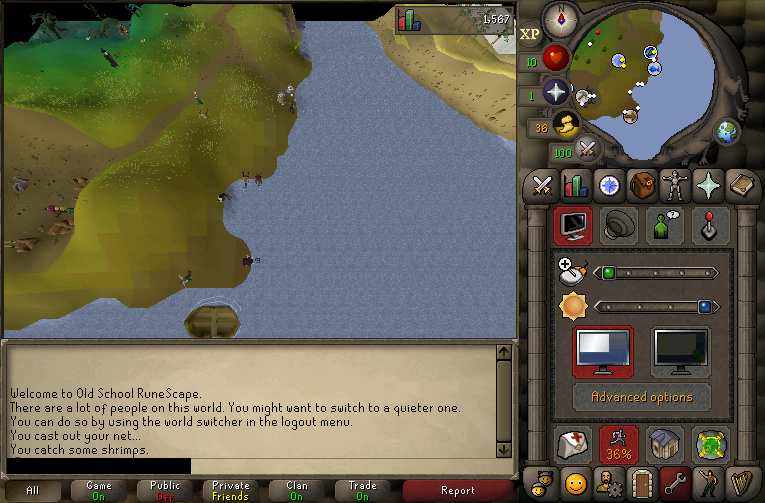 1,567
XP
10
1
36
100
Welcome to Old School RuneScape.
There are a lot of people on this world. You might want to switch to a quieter one.
You can do so by using the world switcher in the logout menu.
You cast out your net...
You catch some shrimps.
Advanced options
36%
All
Game
On
Public
Off
Private
Friends
Clan
On
Trade
On
Report